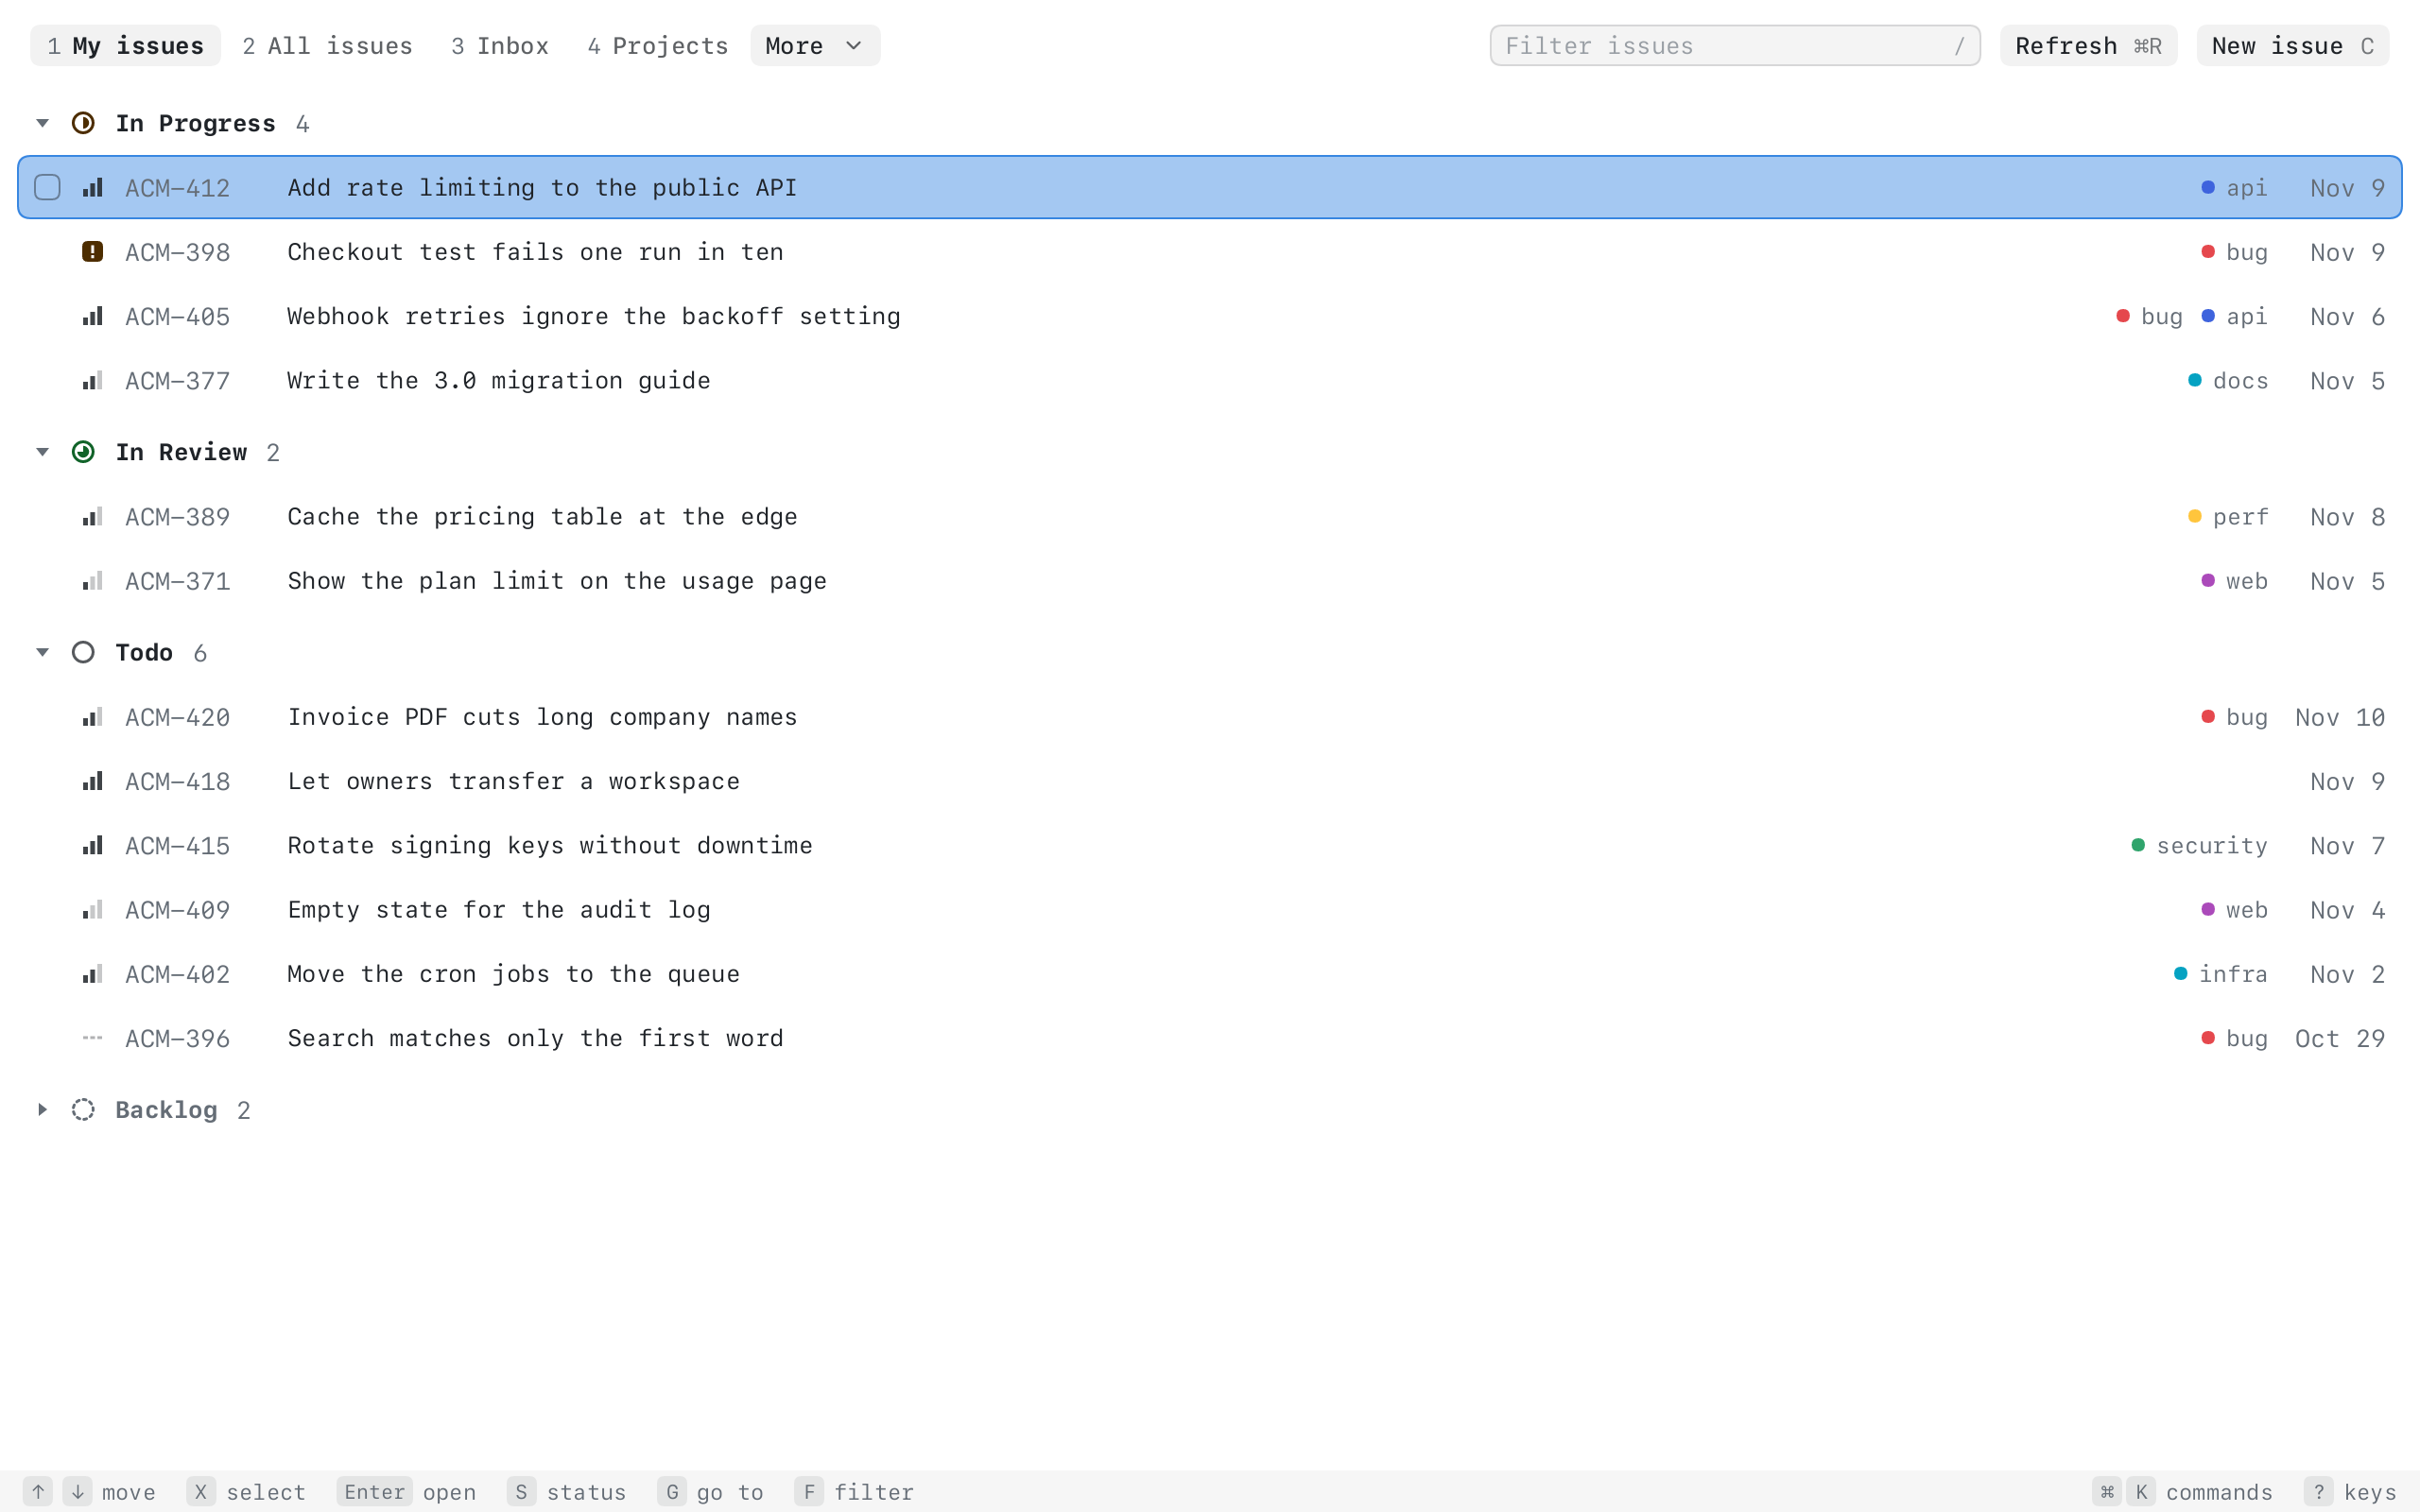 1 My issues 2 All issues 3 Inbox 4 Projects More Filter issues / Refresh ⌘R New issue C
In Progress 4
ACM-412 Add rate limiting to the public API api Nov 9
ACM-398 Checkout test fails one run in ten bug Nov 9
ACM-405 Webhook retries ignore the backoff setting bug api Nov 6
ACM-377 Write the 3.0 migration guide docs Nov 5
In Review 2
ACM-389 Cache the pricing table at the edge perf Nov 8
ACM-371 Show the plan limit on the usage page web Nov 5
Todo 6
ACM-420 Invoice PDF cuts long company names bug Nov 10
ACM-418 Let owners transfer a workspace Nov 9
ACM-415 Rotate signing keys without downtime security Nov 7
ACM-409 Empty state for the audit log web Nov 4
ACM-402 Move the cron jobs to the queue infra Nov 2
ACM-396 Search matches only the first word bug Oct 29
Backlog 2
↑ ↓ move X select Enter open S status G go to F filter ⌘ K commands ? keys